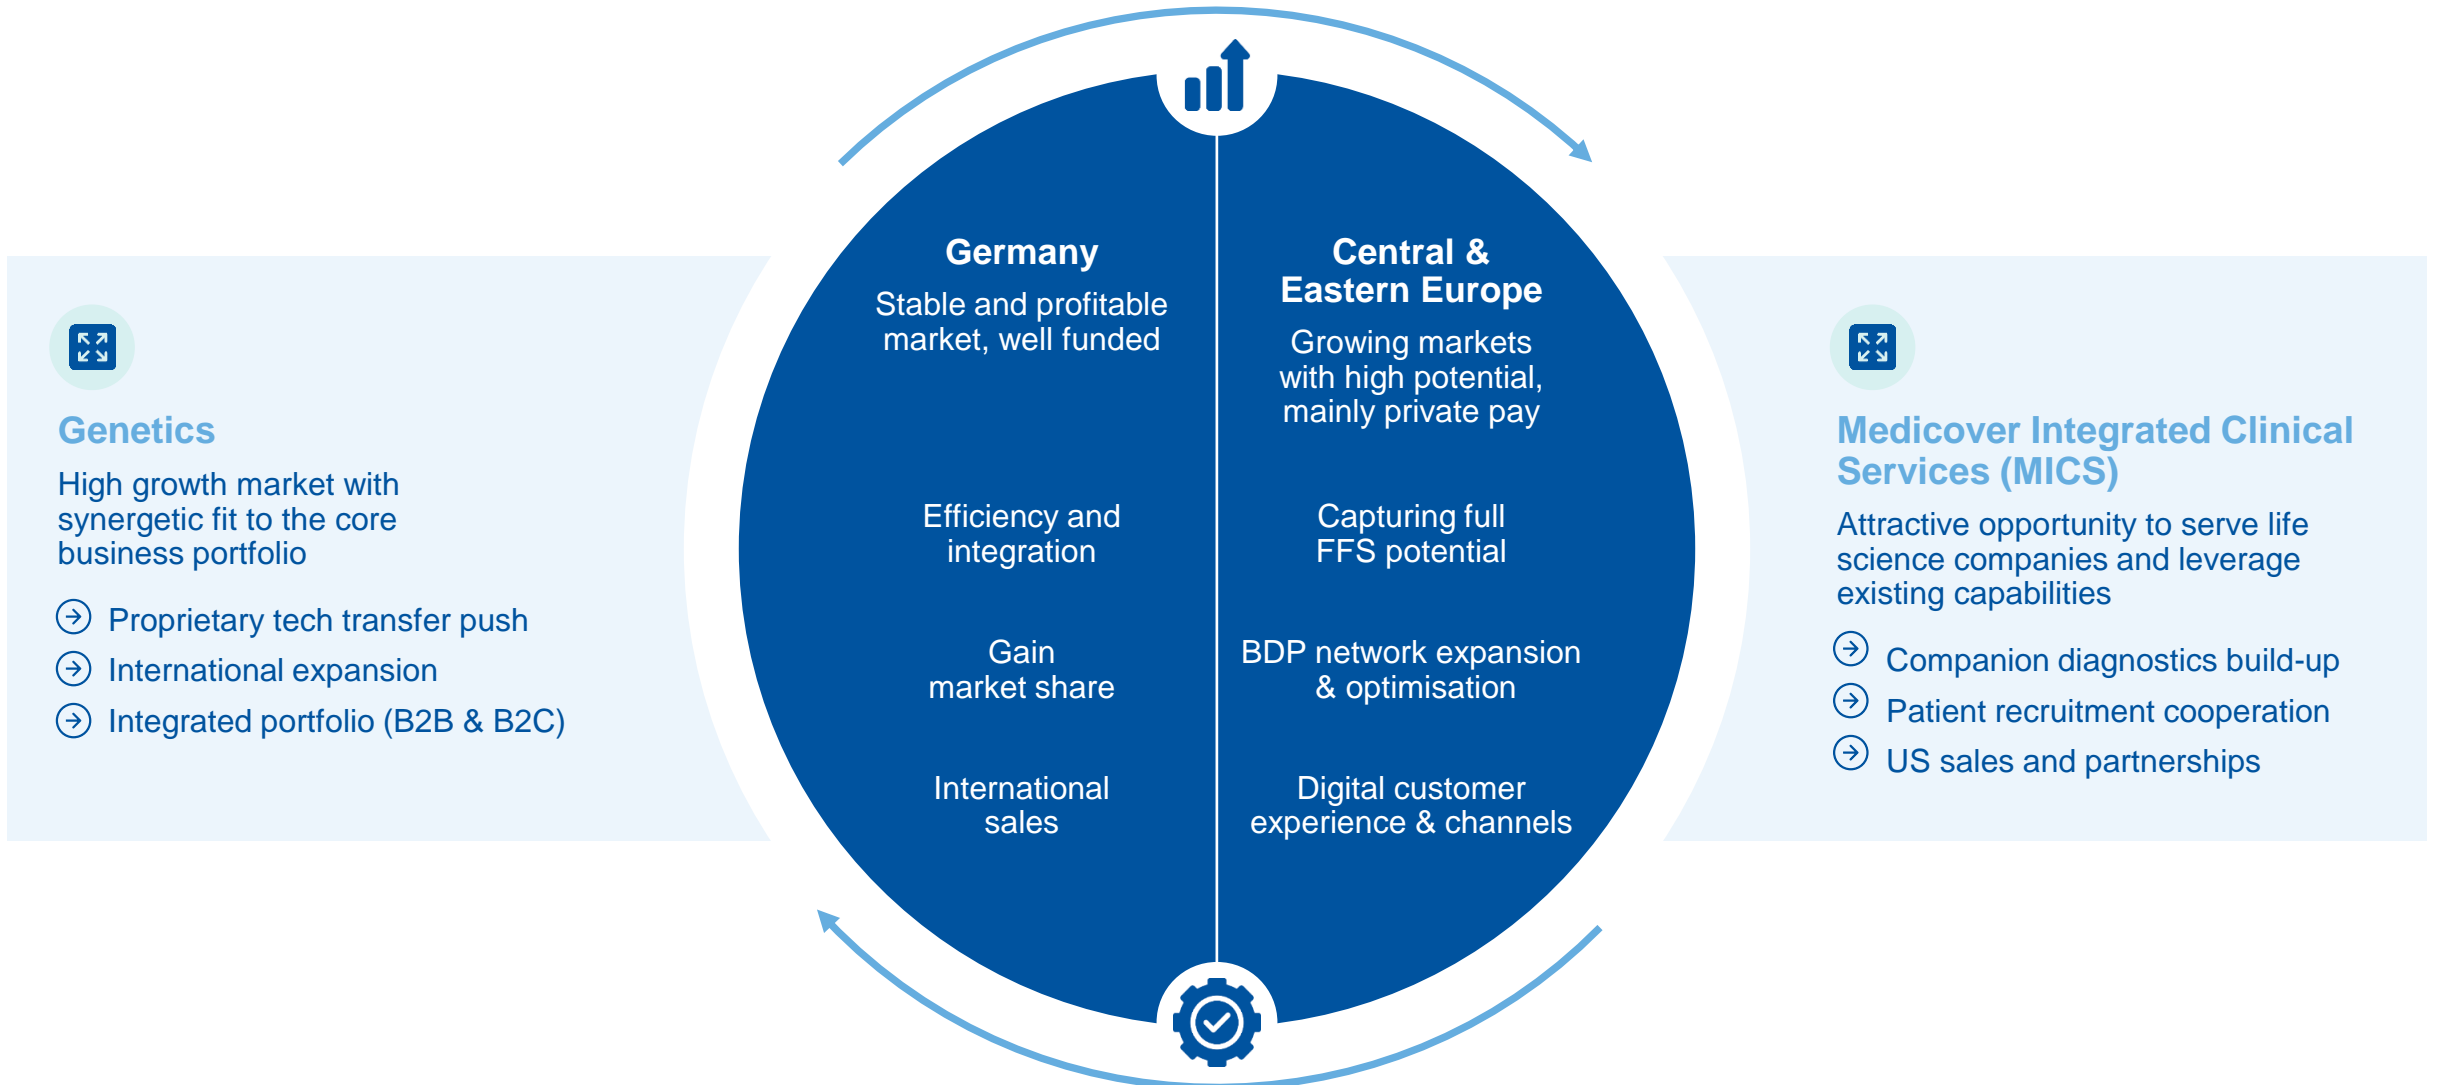 Genetics
High growth market with
synergetic fit to the core
business portfolio
Proprietary tech transfer push
International expansion
Integrated portfolio (B2B & B2C)
Germany
Stable and profitable
market, well funded
Efficiency and
integration
Gain
market share
International
sales
Central &
Eastern Europe
Growing markets
with high potential,
mainly private pay
Capturing full
FFS potential
BDP network expansion
& optimisation
Digital customer
experience & channels
Medicover Integrated Clinical
Services (MICS)
Attractive opportunity to serve life
science companies and leverage
existing capabilities
Companion diagnostics build-up
Patient recruitment cooperation
US sales and partnerships